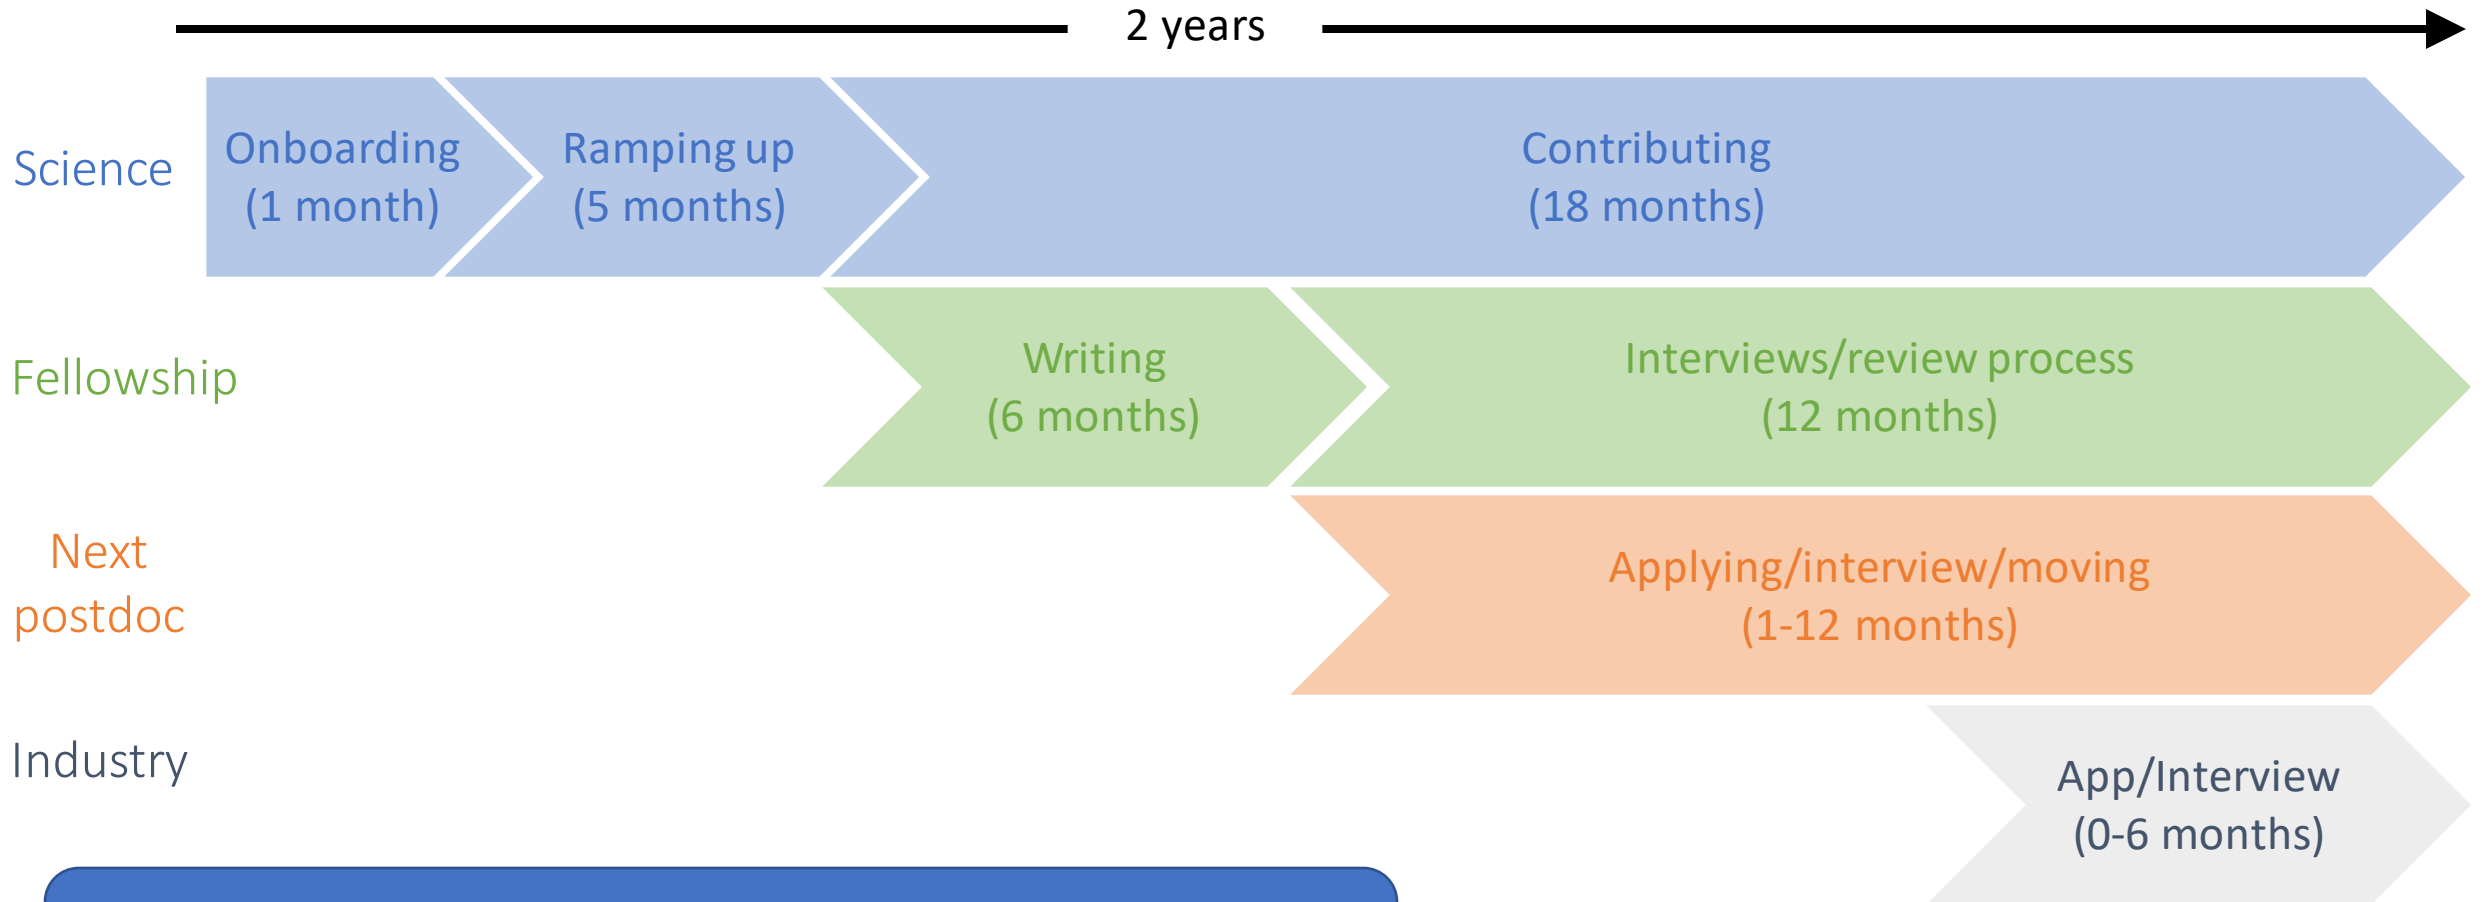 2 years
Science
Onboarding
(1 month)
Ramping up
(5 months)
Contributing
(18 months)
Fellowship
Writing
(6 months)
Interviews/review process
(12 months)
Next
postdoc
Applying/interview/moving
(1-12 months)
Industry
App/Interview
(0-6 months)